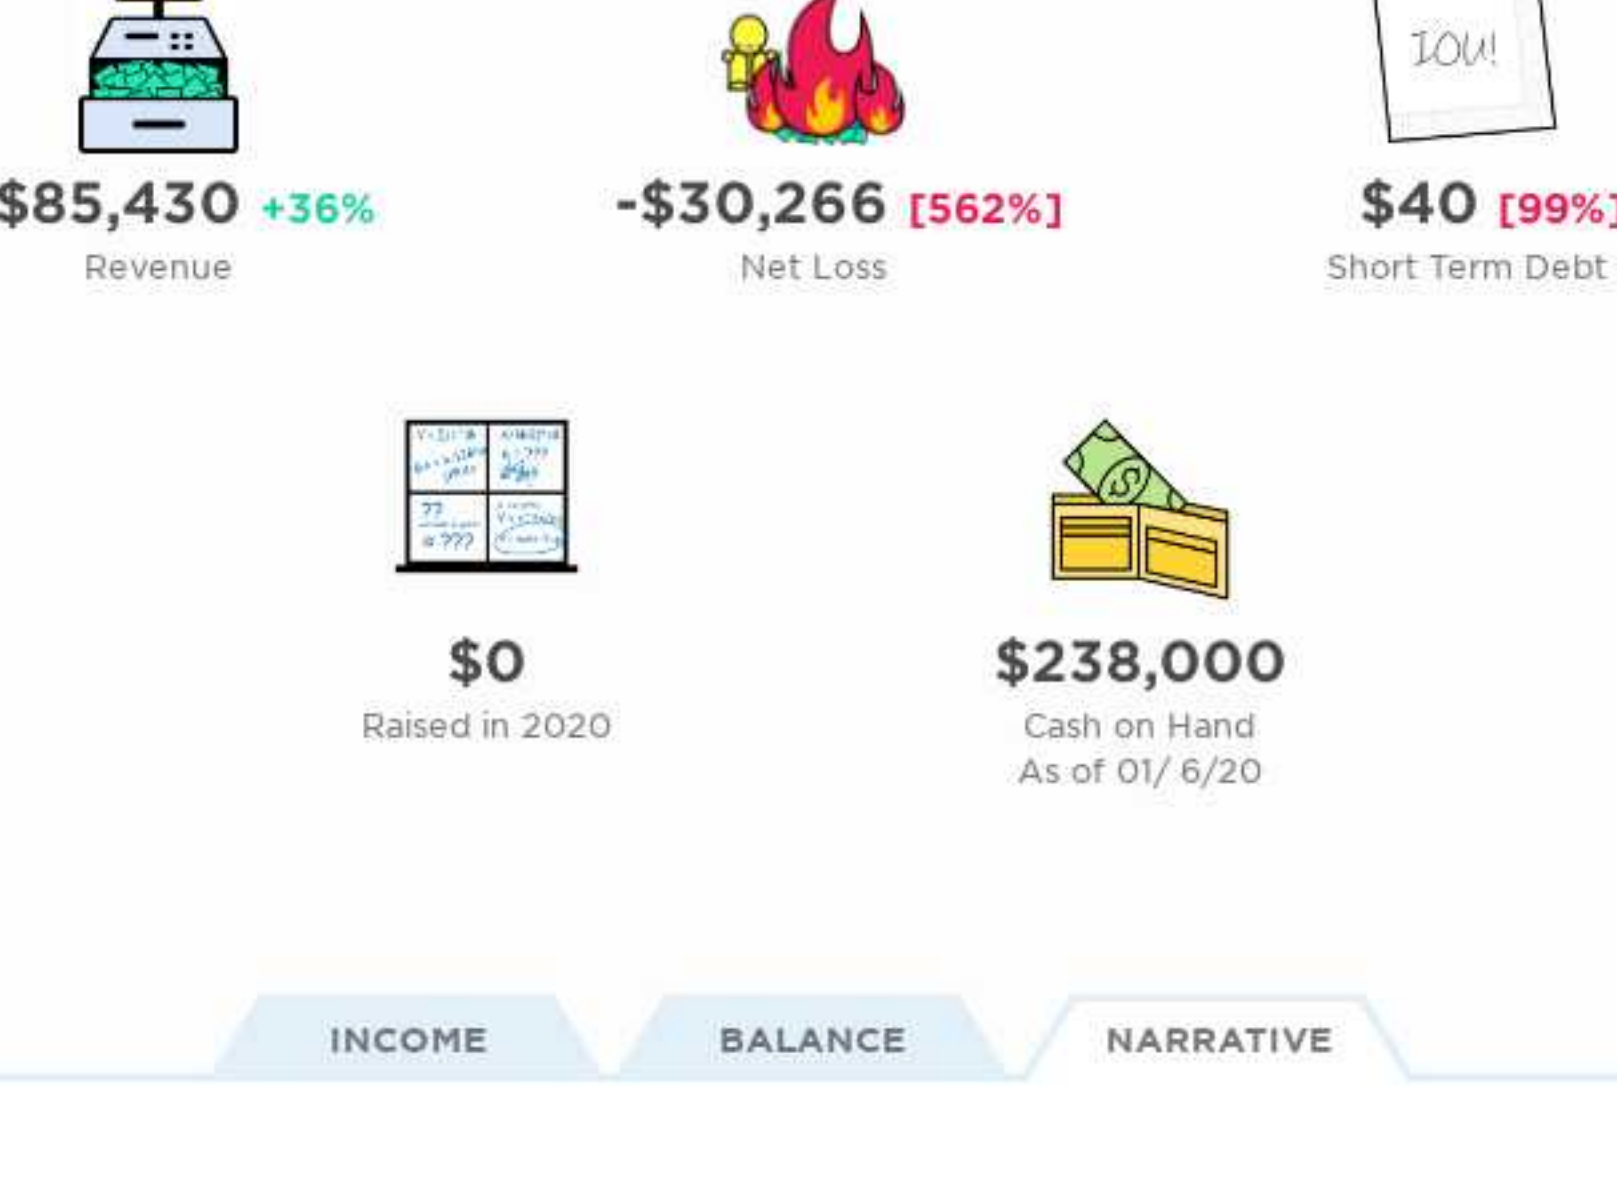 IOU!
$85,430 +36%
Revenue
-$30,266 [562%]
Net Loss
$40 [99%]
Short Term Debt
??
= ???
$0
Raised in 2020
$
$238,000
Cash on Hand
As of 01/ 6/20
INCOME
BALANCE
NARRATIVE